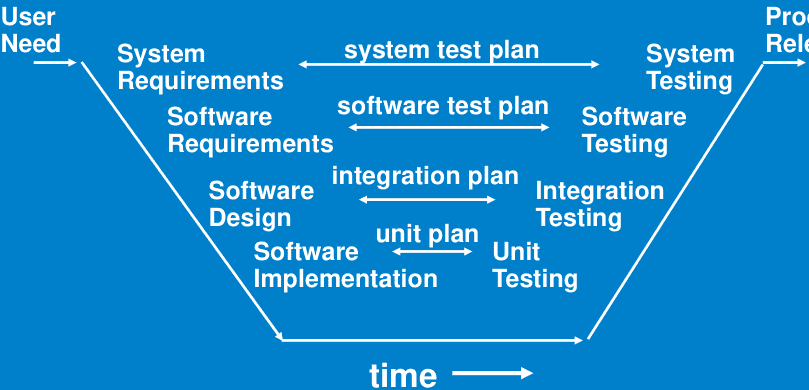 User
Need
System
Requirements
system test plan
System
Testing
Software
Requirements
software test plan
Software
Testing
Software
Design
integration plan
Integration
Testing
Software
Implementation
unit plan
Unit
Testing
time